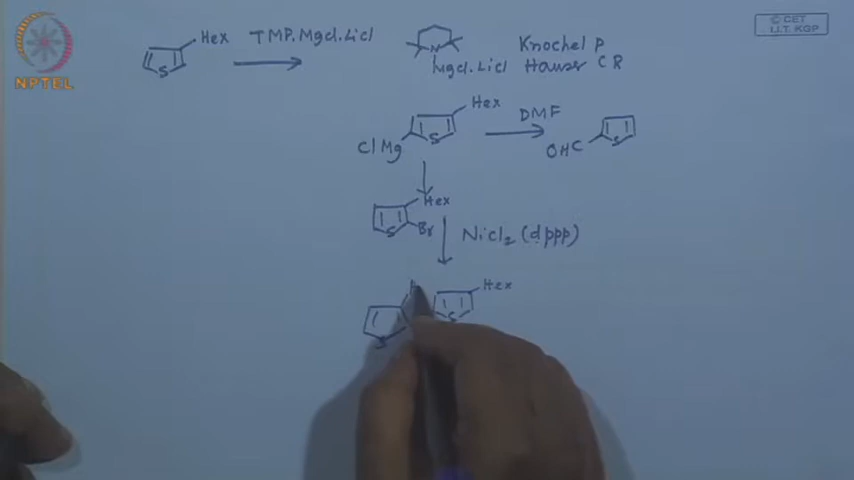 © CET
I.I.T. KGP
NPTEL
Hex TMP.Mgcl.Licl N Knochel P
S Mgcl.Licl Hauser CR
Hex DMF
ClMg S OHC S
Hex
S Br Nicl2 (dppp)
H Hex
S S